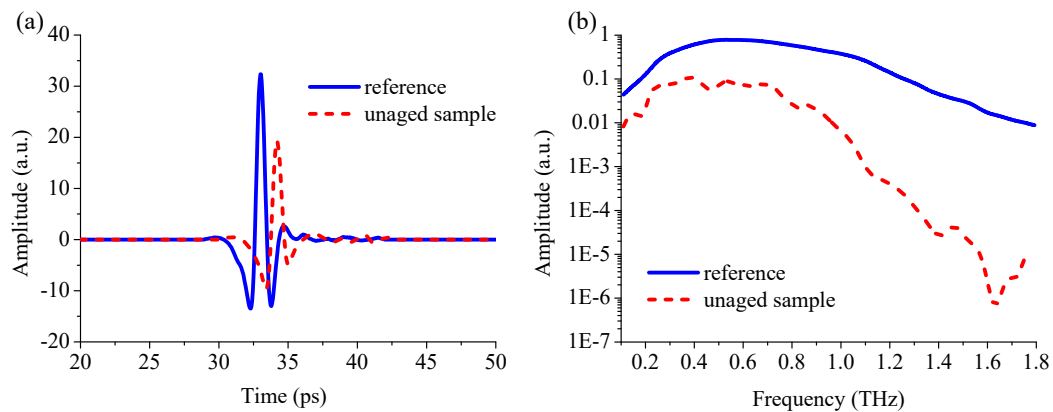 (a)
40
30
20
10
0
-10
-20
Amplitude (a.u.)
reference
unaged sample
20 25 30 35 40 45 50
Time (ps)
(b)
1
0.1
0.01
1E-3
1E-4
1E-5
1E-6
1E-7
Amplitude (a.u.)
reference
unaged sample
0.2 0.4 0.6 0.8 1.0 1.2 1.4 1.6 1.8
Frequency (THz)